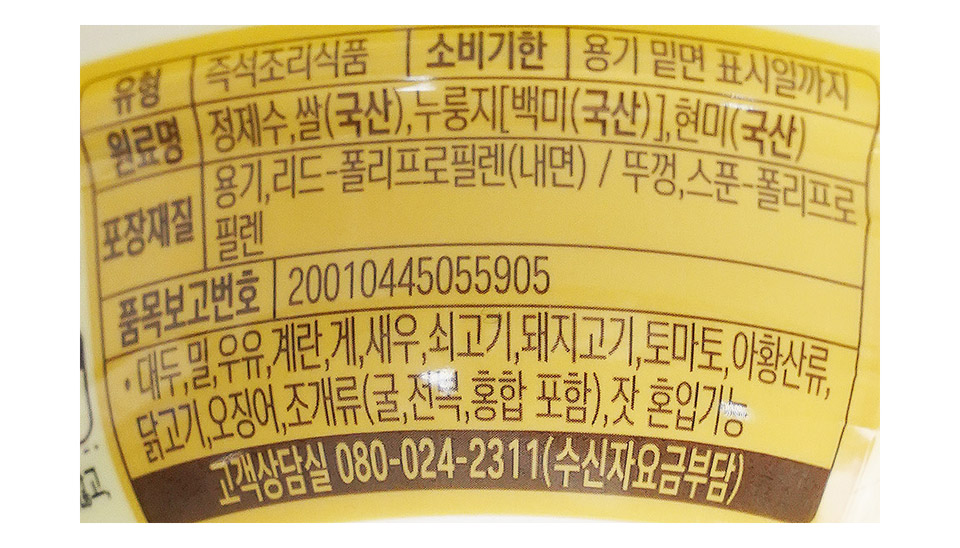 유형 즉석조리식품 소비기한 용기 밑면 표시일까지
원료명 정제수,쌀(국산),누룽지[백미(국산)],현미(국산)
포장재질 용기,리드-폴리프로필렌(내면) / 뚜껑,스푼-폴리프로
필렌
품목보고번호 20010445055905
• 대두,밀,우유,계란,게,새우,쇠고기,돼지고기,토마토,아황산류,
닭고기,오징어,조개류(굴,전복,홍합 포함),잣 혼입가능
고객상담실 080-024-2311(수신자요금부담)